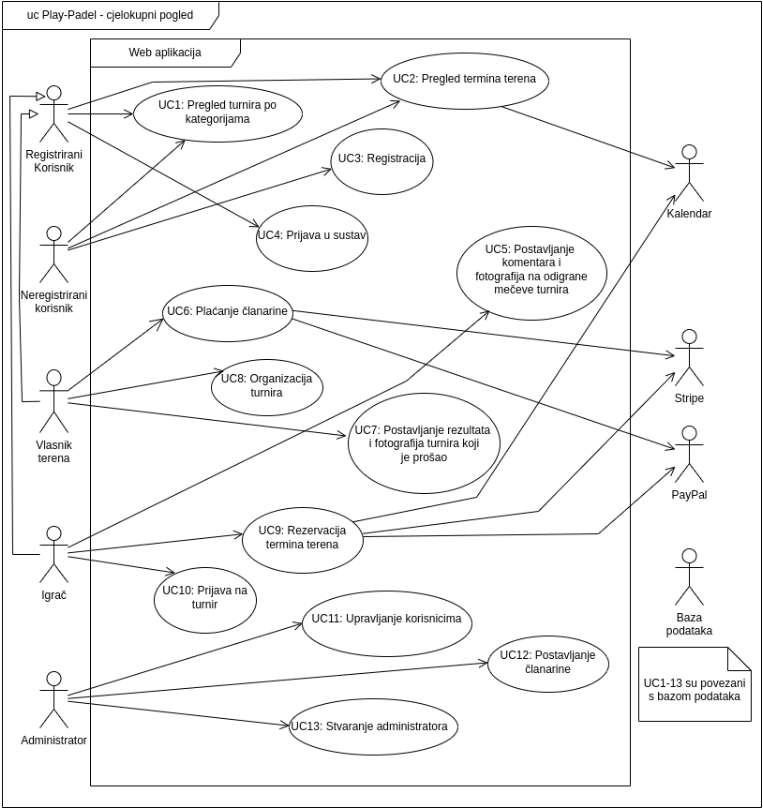 uc Play-Padel - cjelokupni pogled
Web aplikacija
UC2: Pregled termina terena
UC1: Pregled turnira po
kategorijama
Registrirani
Korisnik
UC3: Registracija
Kalendar
UC4: Prijava u sustav
UC5: Postavljanje
komentara i
fotografija na odigrane
mečeve turnira
Neregistrirani
korisnik
UC6: Plaćanje članarine
UC8: Organizacija
turnira
Stripe
Vlasnik
terena
UC7: Postavljanje rezultata
i fotografija turnira koji
je prošao
PayPal
UC9: Rezervacija
termina terena
Igrač
UC10: Prijava na
turnir
UC11: Upravljanje korisnicima
Baza
podataka
UC12: Postavljanje
članarine
UC1-13 su povezani
s bazom podataka
Administrator
UC13: Stvaranje administratora